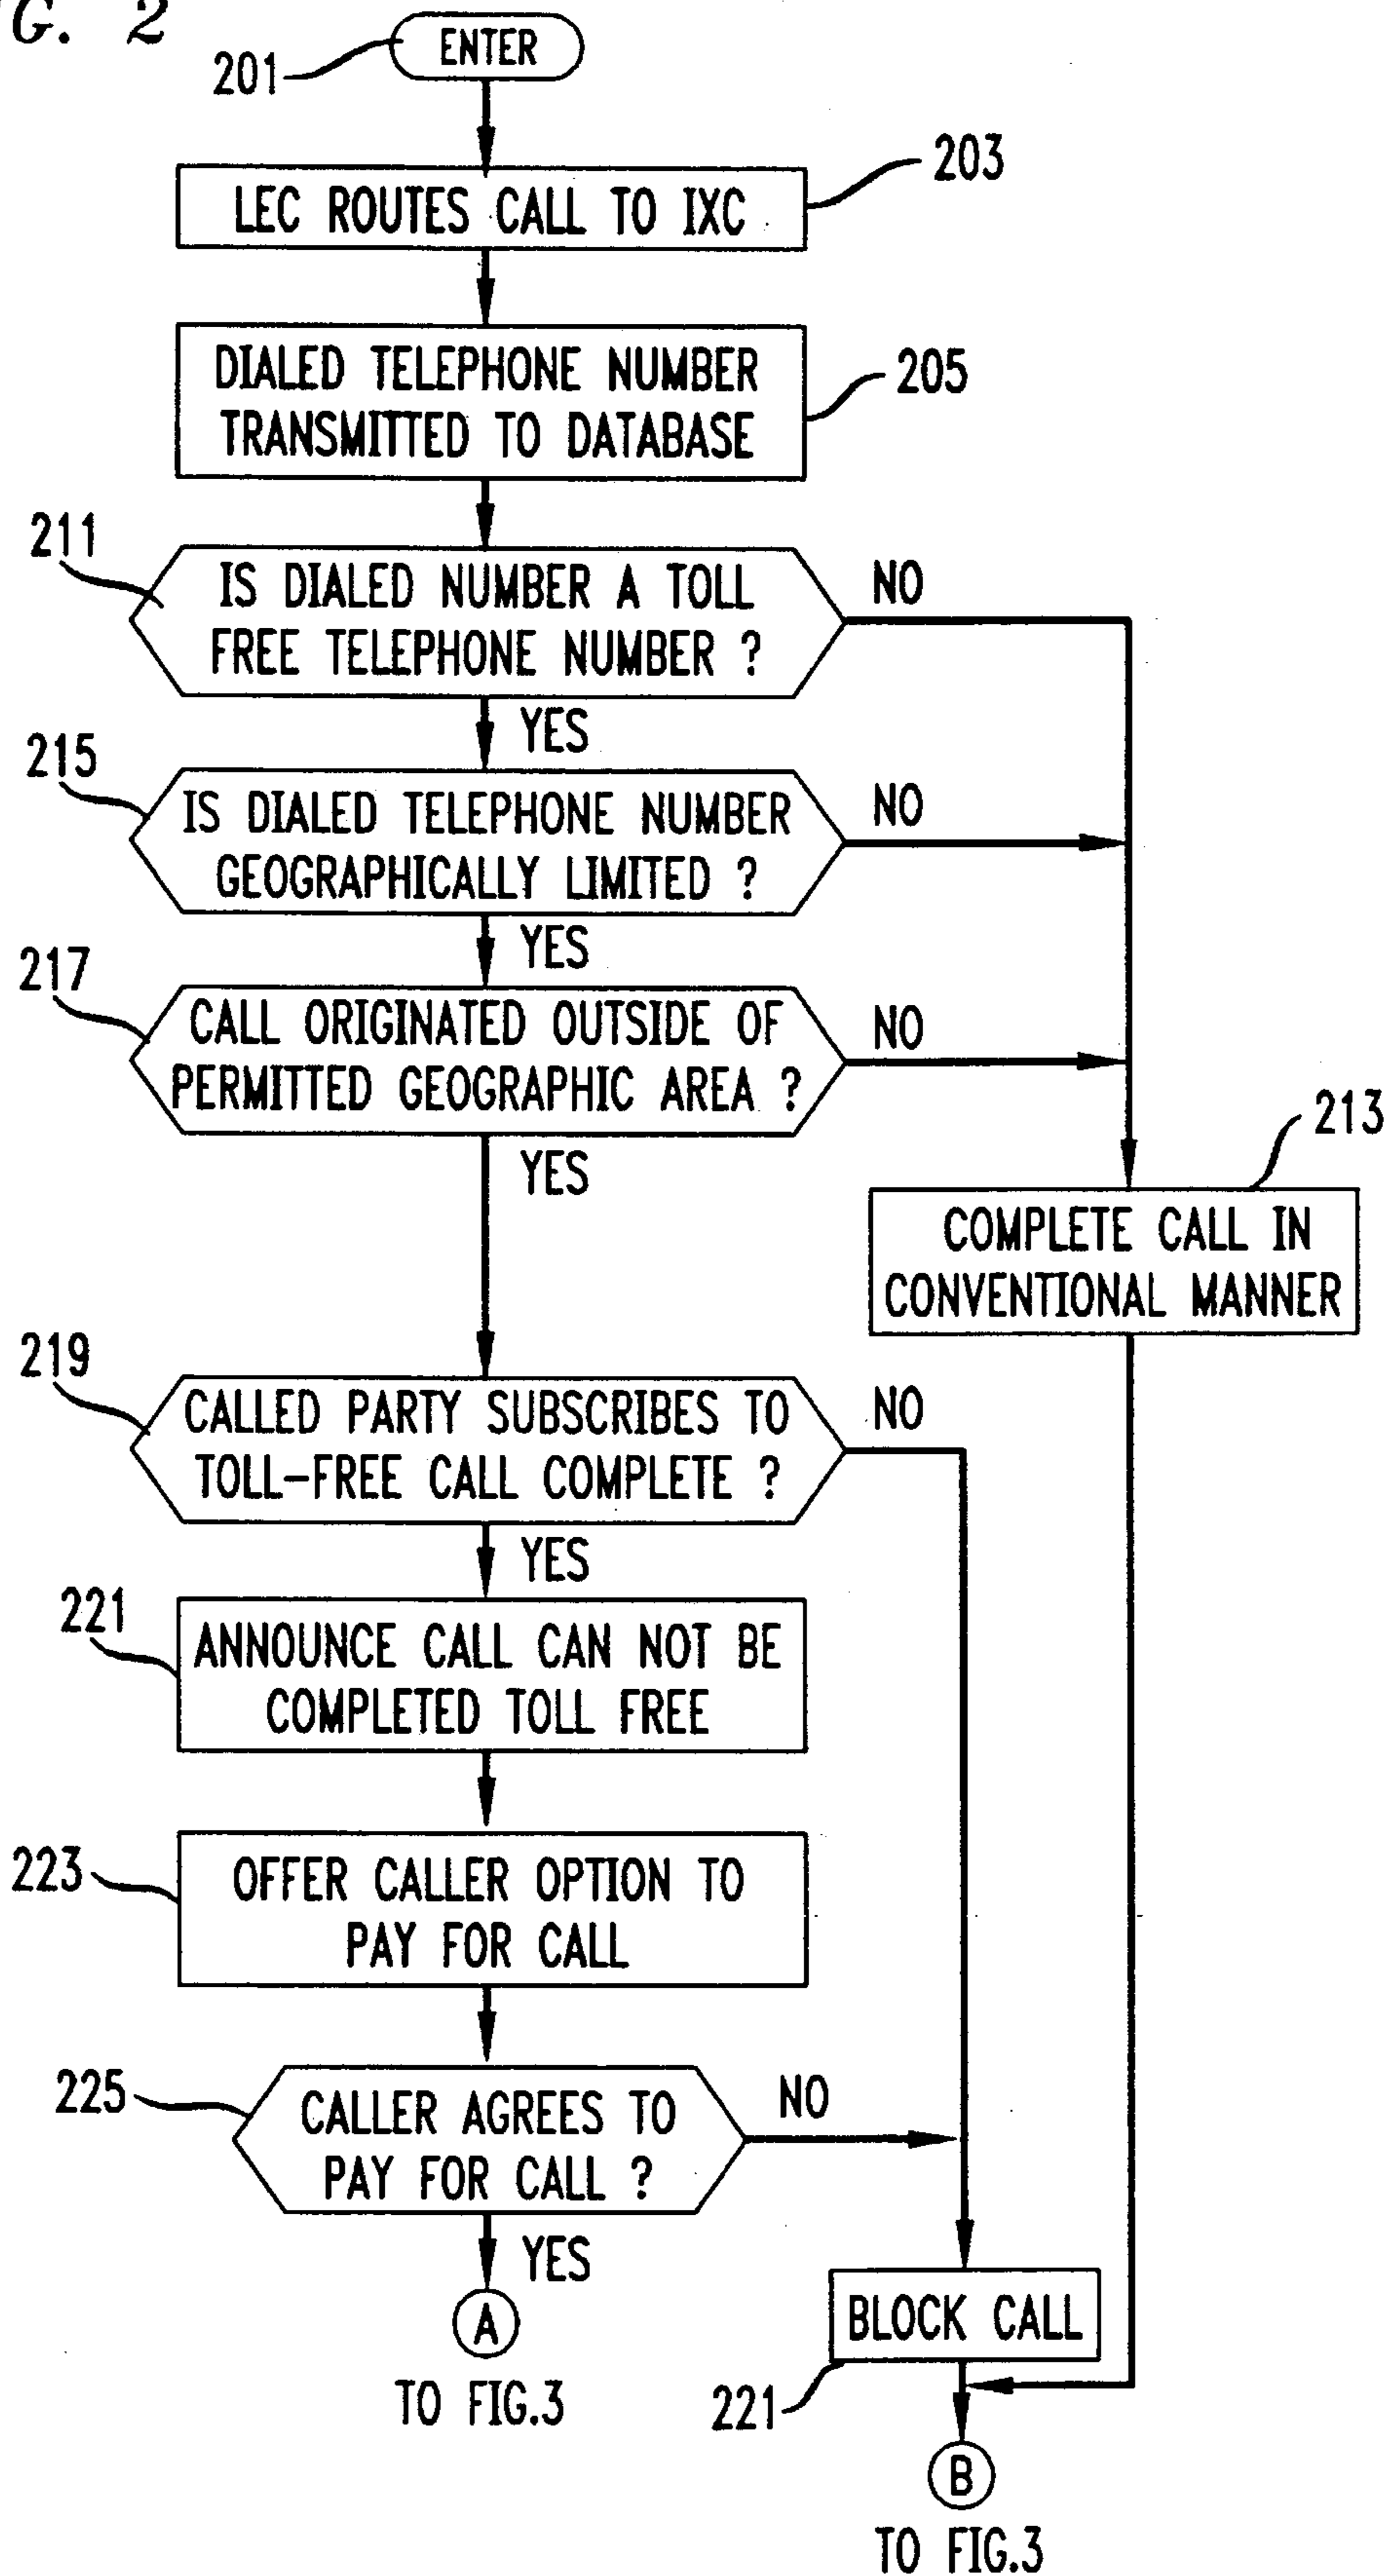 G. 2
ENTER
201
203
LEC ROUTES CALL TO IXC
DIALED TELEPHONE NUMBER
TRANSMITTED TO DATABASE
205
211
IS DIALED NUMBER A TOLL
FREE TELEPHONE NUMBER ?
NO
YES
215
IS DIALED TELEPHONE NUMBER
GEOGRAPHICALLY LIMITED ?
NO
YES
217
CALL ORIGINATED OUTSIDE OF
PERMITTED GEOGRAPHIC AREA ?
NO
YES
213
COMPLETE CALL IN
CONVENTIONAL MANNER
219
CALLED PARTY SUBSCRIBES TO
TOLL-FREE CALL COMPLETE ?
NO
YES
221
ANNOUNCE CALL CAN NOT BE
COMPLETED TOLL FREE
223
OFFER CALLER OPTION TO
PAY FOR CALL
225
CALLER AGREES TO
PAY FOR CALL ?
NO
YES
A
TO FIG.3
BLOCK CALL
221
B
TO FIG.3